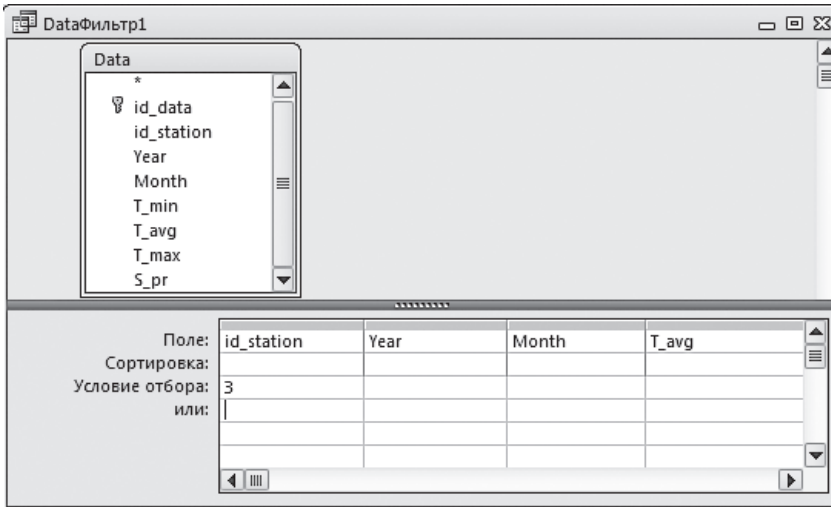 DataФильтр1
Data
*
id_data
id_station
Year
Month
T_min
T_avg
T_max
S_pr
Поле: id_station Year Month T_avg
Сортировка:
Условие отбора: 3
или: